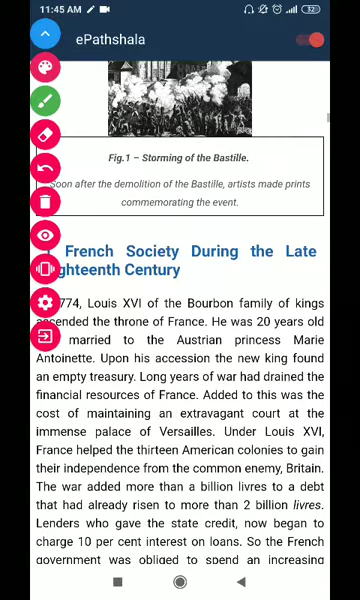 11:45 AM
32
ePathshala
Fig.1 – Storming of the Bastille.
Soon after the demolition of the Bastille, artists made prints
commemorating the event.
French Society During the Late
Eighteenth Century
1774, Louis XVI of the Bourbon family of kings
ascended the throne of France. He was 20 years old
married to the Austrian princess Marie
Antoinette. Upon his accession the new king found
an empty treasury. Long years of war had drained the
financial resources of France. Added to this was the
cost of maintaining an extravagant court at the
immense palace of Versailles. Under Louis XVI,
France helped the thirteen American colonies to gain
their independence from the common enemy, Britain.
The war added more than a billion livres to a debt
that had already risen to more than 2 billion livres.
Lenders who gave the state credit, now began to
charge 10 per cent interest on loans. So the French
government was obliged to spend an increasing